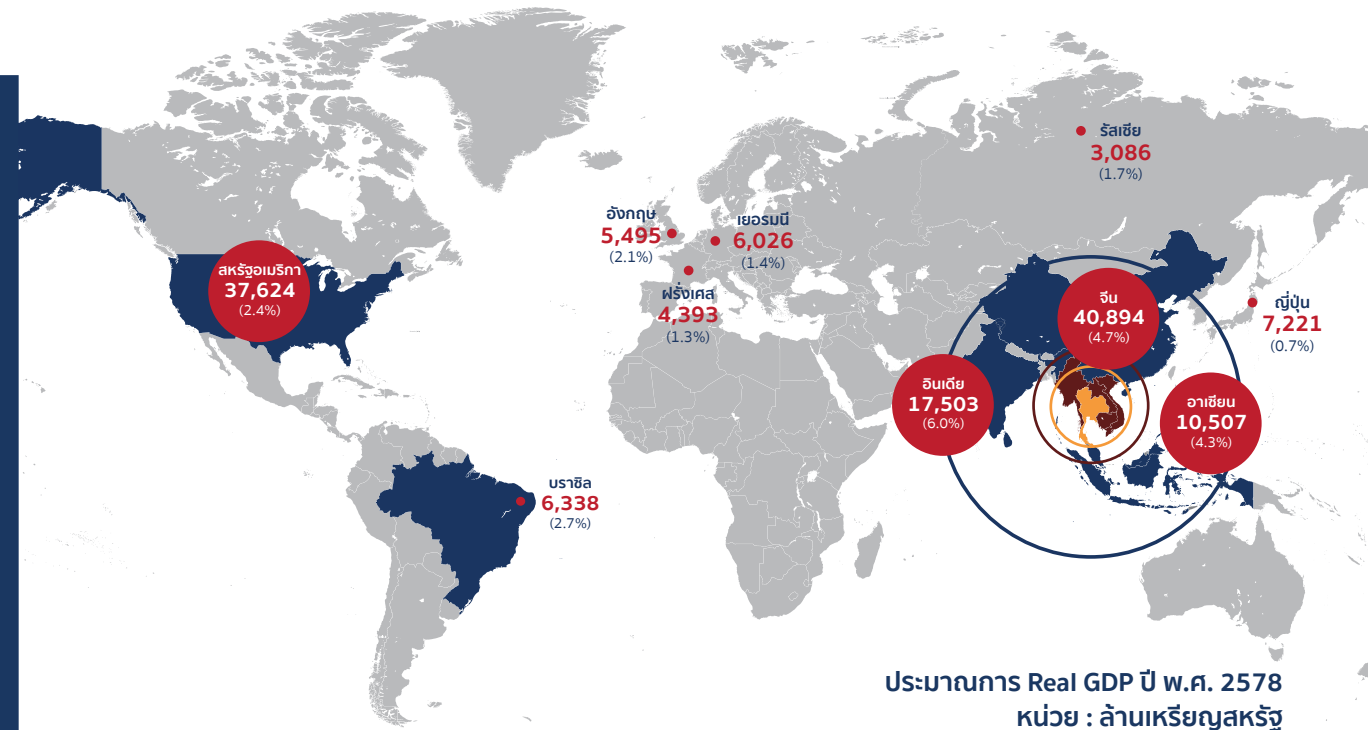 รัสเซีย
3,086
(1.7%)
อังกฤษ
5,495
(2.1%)
เยอรมนี
6,026
(1.4%)
ฝรั่งเศส
4,393
(1.3%)
สหรัฐอเมริกา
37,624
(2.4%)
จีน
40,894
(4.7%)
ญี่ปุ่น
7,221
(0.7%)
อินเดีย
17,503
(6.0%)
อาเซียน
10,507
(4.3%)
บราซิล
6,338
(2.7%)
ประมาณการ Real GDP ปี พ.ศ. 2578
หน่วย : ล้านเหรียญสหรัฐ